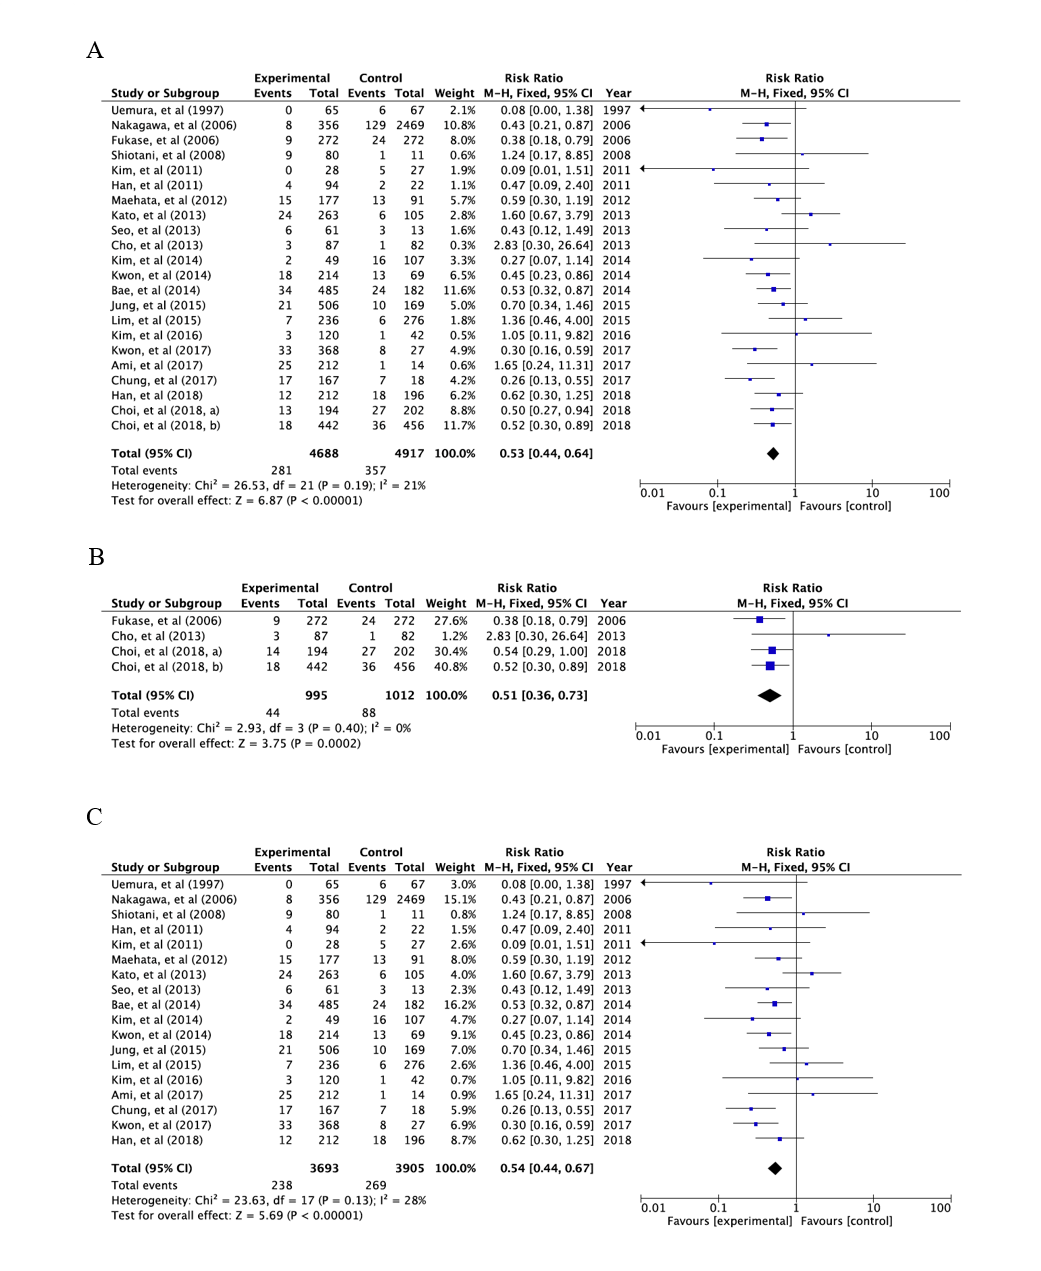 A
Experimental Control Risk Ratio Risk Ratio
Study or Subgroup Events Total Events Total Weight M-H, Fixed, 95% CI Year M-H, Fixed, 95% CI
Uemura, et al (1997) 0 65 6 67 2.1% 0.08 [0.00, 1.38] 1997
Nakagawa, et al (2006) 8 356 129 2469 10.8% 0.43 [0.21, 0.87] 2006
Fukase, et al (2006) 9 272 24 272 8.0% 0.38 [0.18, 0.79] 2006
Shiotani, et al (2008) 9 80 1 11 0.6% 1.24 [0.17, 8.85] 2008
Kim, et al (2011) 0 28 5 27 1.9% 0.09 [0.01, 1.51] 2011
Han, et al (2011) 4 94 2 22 1.1% 0.47 [0.09, 2.40] 2011
Maehata, et al (2012) 15 177 13 91 5.7% 0.59 [0.30, 1.19] 2012
Kato, et al (2013) 24 263 6 105 2.8% 1.60 [0.67, 3.79] 2013
Seo, et al (2013) 6 61 3 13 1.6% 0.43 [0.12, 1.49] 2013
Cho, et al (2013) 3 87 1 82 0.3% 2.83 [0.30, 26.64] 2013
Kim, et al (2014) 2 49 16 107 3.3% 0.27 [0.07, 1.14] 2014
Kwon, et al (2014) 18 214 13 69 6.5% 0.45 [0.23, 0.86] 2014
Bae, et al (2014) 34 485 24 182 11.6% 0.53 [0.32, 0.87] 2014
Jung, et al (2015) 21 506 10 169 5.0% 0.70 [0.34, 1.46] 2015
Lim, et al (2015) 7 236 6 276 1.8% 1.36 [0.46, 4.00] 2015
Kim, et al (2016) 3 120 1 42 0.5% 1.05 [0.11, 9.82] 2016
Kwon, et al (2017) 33 368 8 27 4.9% 0.30 [0.16, 0.59] 2017
Ami, et al (2017) 25 212 1 14 0.6% 1.65 [0.24, 11.31] 2017
Chung, et al (2017) 17 167 7 18 4.2% 0.26 [0.13, 0.55] 2017
Han, et al (2018) 12 212 18 196 6.2% 0.62 [0.30, 1.25] 2018
Choi, et al (2018, a) 13 194 27 202 8.8% 0.50 [0.27, 0.94] 2018
Choi, et al (2018, b) 18 442 36 456 11.7% 0.52 [0.30, 0.89] 2018
Total (95% CI) 4688 4917 100.0% 0.53 [0.44, 0.64]
Total events 281 357
Heterogeneity: Chi² = 26.53, df = 21 (P = 0.19); I² = 21%
Test for overall effect: Z = 6.87 (P < 0.00001)
0.01 0.1 1 10 100
Favours [experimental] Favours [control]
B
Experimental Control Risk Ratio Risk Ratio
Study or Subgroup Events Total Events Total Weight M-H, Fixed, 95% CI Year M-H, Fixed, 95% CI
Fukase, et al (2006) 9 272 24 272 27.6% 0.38 [0.18, 0.79] 2006
Cho, et al (2013) 3 87 1 82 1.2% 2.83 [0.30, 26.64] 2013
Choi, et al (2018, a) 14 194 27 202 30.4% 0.54 [0.29, 1.00] 2018
Choi, et al (2018, b) 18 442 36 456 40.8% 0.52 [0.30, 0.89] 2018
Total (95% CI) 995 1012 100.0% 0.51 [0.36, 0.73]
Total events 44 88
Heterogeneity: Chi² = 2.93, df = 3 (P = 0.40); I² = 0%
Test for overall effect: Z = 3.75 (P = 0.0002)
0.01 0.1 1 10 100
Favours [experimental] Favours [control]
C
Experimental Control Risk Ratio Risk Ratio
Study or Subgroup Events Total Events Total Weight M-H, Fixed, 95% CI Year M-H, Fixed, 95% CI
Uemura, et al (1997) 0 65 6 67 3.0% 0.08 [0.00, 1.38] 1997
Nakagawa, et al (2006) 8 356 129 2469 15.1% 0.43 [0.21, 0.87] 2006
Shiotani, et al (2008) 9 80 1 11 0.8% 1.24 [0.17, 8.85] 2008
Han, et al (2011) 4 94 2 22 1.5% 0.47 [0.09, 2.40] 2011
Kim, et al (2011) 0 28 5 27 2.6% 0.09 [0.01, 1.51] 2011
Maehata, et al (2012) 15 177 13 91 8.0% 0.59 [0.30, 1.19] 2012
Kato, et al (2013) 24 263 6 105 4.0% 1.60 [0.67, 3.79] 2013
Seo, et al (2013) 6 61 3 13 2.3% 0.43 [0.12, 1.49] 2013
Bae, et al (2014) 34 485 24 182 16.2% 0.53 [0.32, 0.87] 2014
Kim, et al (2014) 2 49 16 107 4.7% 0.27 [0.07, 1.14] 2014
Kwon, et al (2014) 18 214 13 69 9.1% 0.45 [0.23, 0.86] 2014
Jung, et al (2015) 21 506 10 169 7.0% 0.70 [0.34, 1.46] 2015
Lim, et al (2015) 7 236 6 276 2.6% 1.36 [0.46, 4.00] 2015
Kim, et al (2016) 3 120 1 42 0.7% 1.05 [0.11, 9.82] 2016
Ami, et al (2017) 25 212 1 14 0.9% 1.65 [0.24, 11.31] 2017
Chung, et al (2017) 17 167 7 18 5.9% 0.26 [0.13, 0.55] 2017
Kwon, et al (2017) 33 368 8 27 6.9% 0.30 [0.16, 0.59] 2017
Han, et al (2018) 12 212 18 196 8.7% 0.62 [0.30, 1.25] 2018
Total (95% CI) 3693 3905 100.0% 0.54 [0.44, 0.67]
Total events 238 269
Heterogeneity: Chi² = 23.63, df = 17 (P = 0.13); I² = 28%
Test for overall effect: Z = 5.69 (P < 0.00001)
0.01 0.1 1 10 100
Favours [experimental] Favours [control]